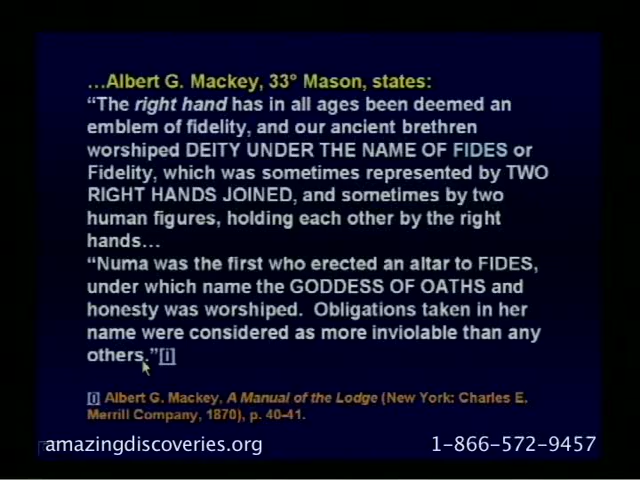 ...Albert G. Mackey, 33° Mason, states:
“The right hand has in all ages been deemed an
emblem of fidelity, and our ancient brethren
worshiped DEITY UNDER THE NAME OF FIDES or
Fidelity, which was sometimes represented by TWO
RIGHT HANDS JOINED, and sometimes by two
human figures, holding each other by the right
hands...
“Numa was the first who erected an altar to FIDES,
under which name the GODDESS OF OATHS and
honesty was worshiped.  Obligations taken in her
name were considered as more inviolable than any
others.”[i]
[i] Albert G. Mackey, A Manual of the Lodge (New York: Charles E.
Merrill Company, 1870), p. 40-41.
amazingdiscoveries.org 1-866-572-9457